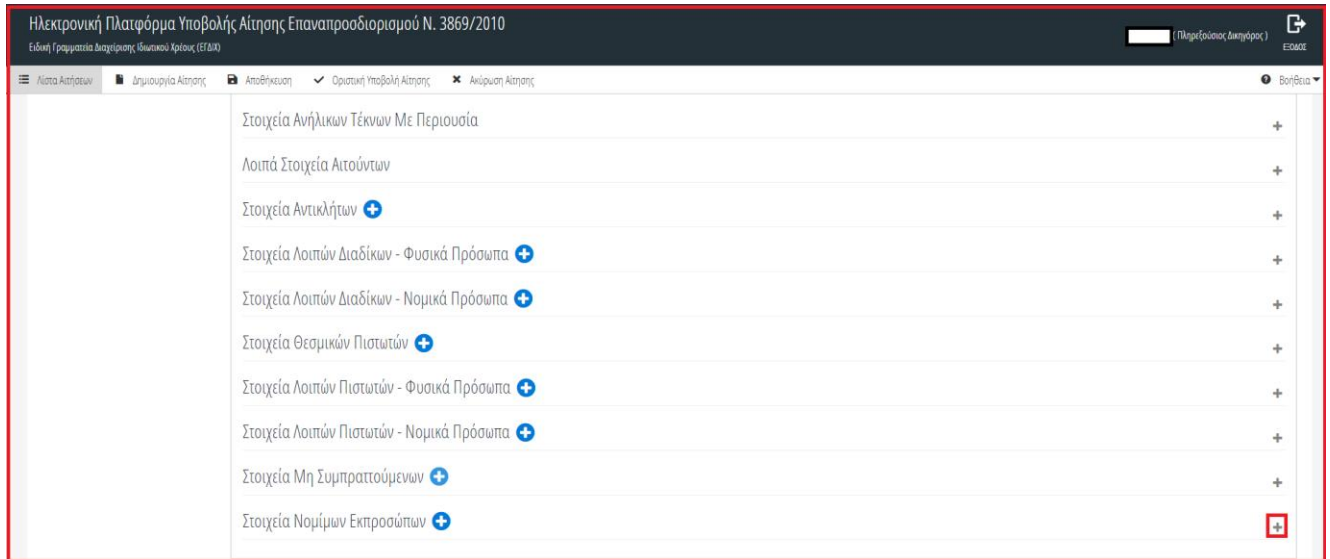 Ηλεκτρονική Πλατφόρμα Υποβολής Αίτησης Επαναπροσδιορισμού Ν. 3869/2010
Ειδική Γραμματεία Διαχείρισης Ιδιωτικού Χρέους (ΕΓΔΙΧ)
( Πληρεξούσιος Δικηγόρος )
ΕΞΟΔΟΣ
Λίστα Αιτήσεων Δημιουργία Αίτησης Αποθήκευση Οριστική Υποβολή Αίτησης Ακύρωση Αίτησης Βοήθεια
Στοιχεία Ανήλικων Τέκνων Με Περιουσία
Λοιπά Στοιχεία Αιτούντων
Στοιχεία Αντικλήτων
Στοιχεία Λοιπών Διαδίκων - Φυσικά Πρόσωπα
Στοιχεία Λοιπών Διαδίκων - Νομικά Πρόσωπα
Στοιχεία Θεσμικών Πιστωτών
Στοιχεία Λοιπών Πιστωτών - Φυσικά Πρόσωπα
Στοιχεία Λοιπών Πιστωτών - Νομικά Πρόσωπα
Στοιχεία Μη Συμπραττούμενων
Στοιχεία Νομίμων Εκπροσώπων